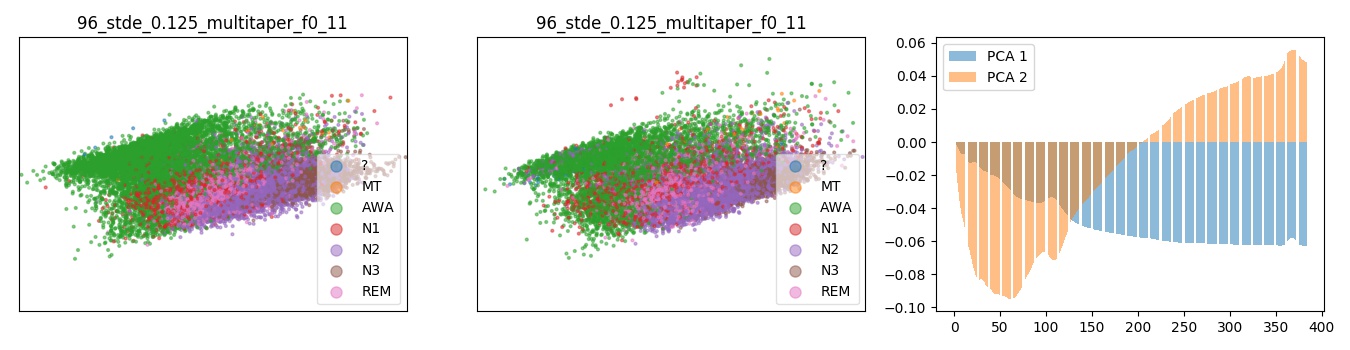 96_stde_0.125_multitaper_f0_11
?
MT
AWA
N1
N2
N3
REM
96_stde_0.125_multitaper_f0_11
?
MT
AWA
N1
N2
N3
REM
PCA 1
PCA 2
0.06
0.04
0.02
0.00
−0.02
−0.04
−0.06
−0.08
−0.10
0 50 100 150 200 250 300 350 400